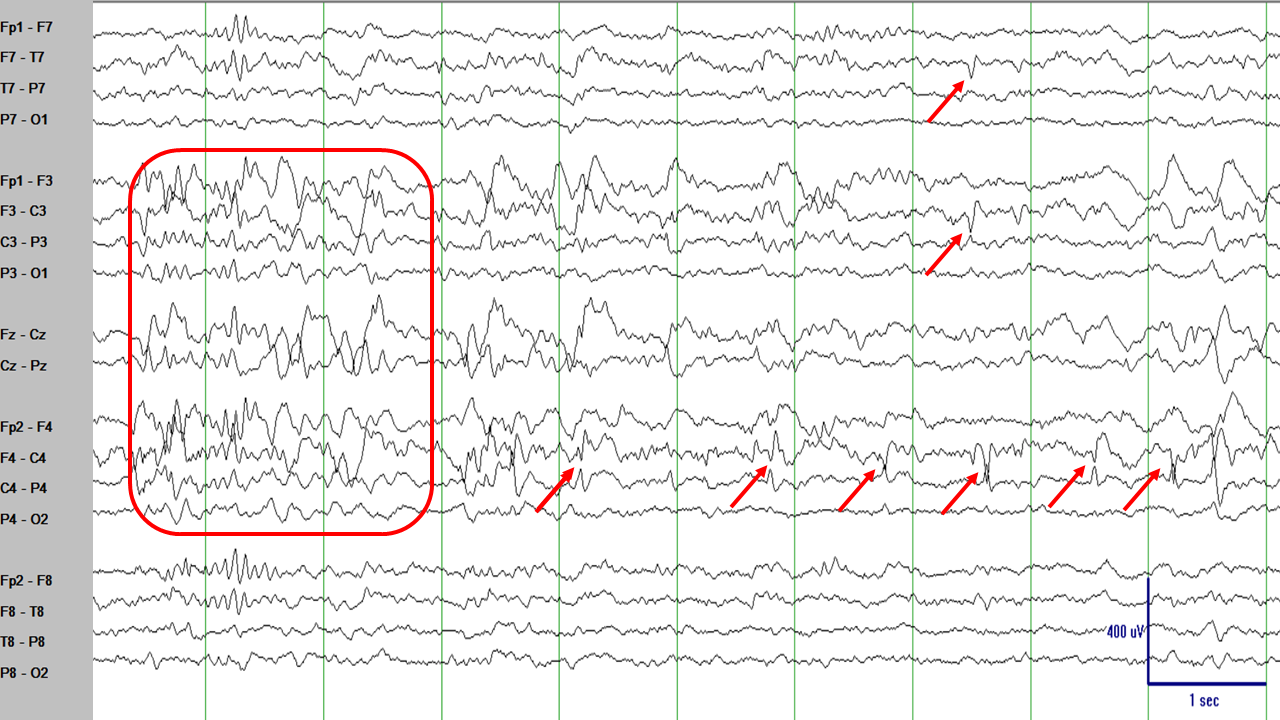 Fp1 - F7
F7 - T7
T7 - P7
P7 - O1
Fp1 - F3
F3 - C3
C3 - P3
P3 - O1
Fz - Cz
Cz - Pz
Fp2 - F4
F4 - C4
C4 - P4
P4 - O2
Fp2 - F8
F8 - T8
T8 - P8
P8 - O2
400 uV
1 sec